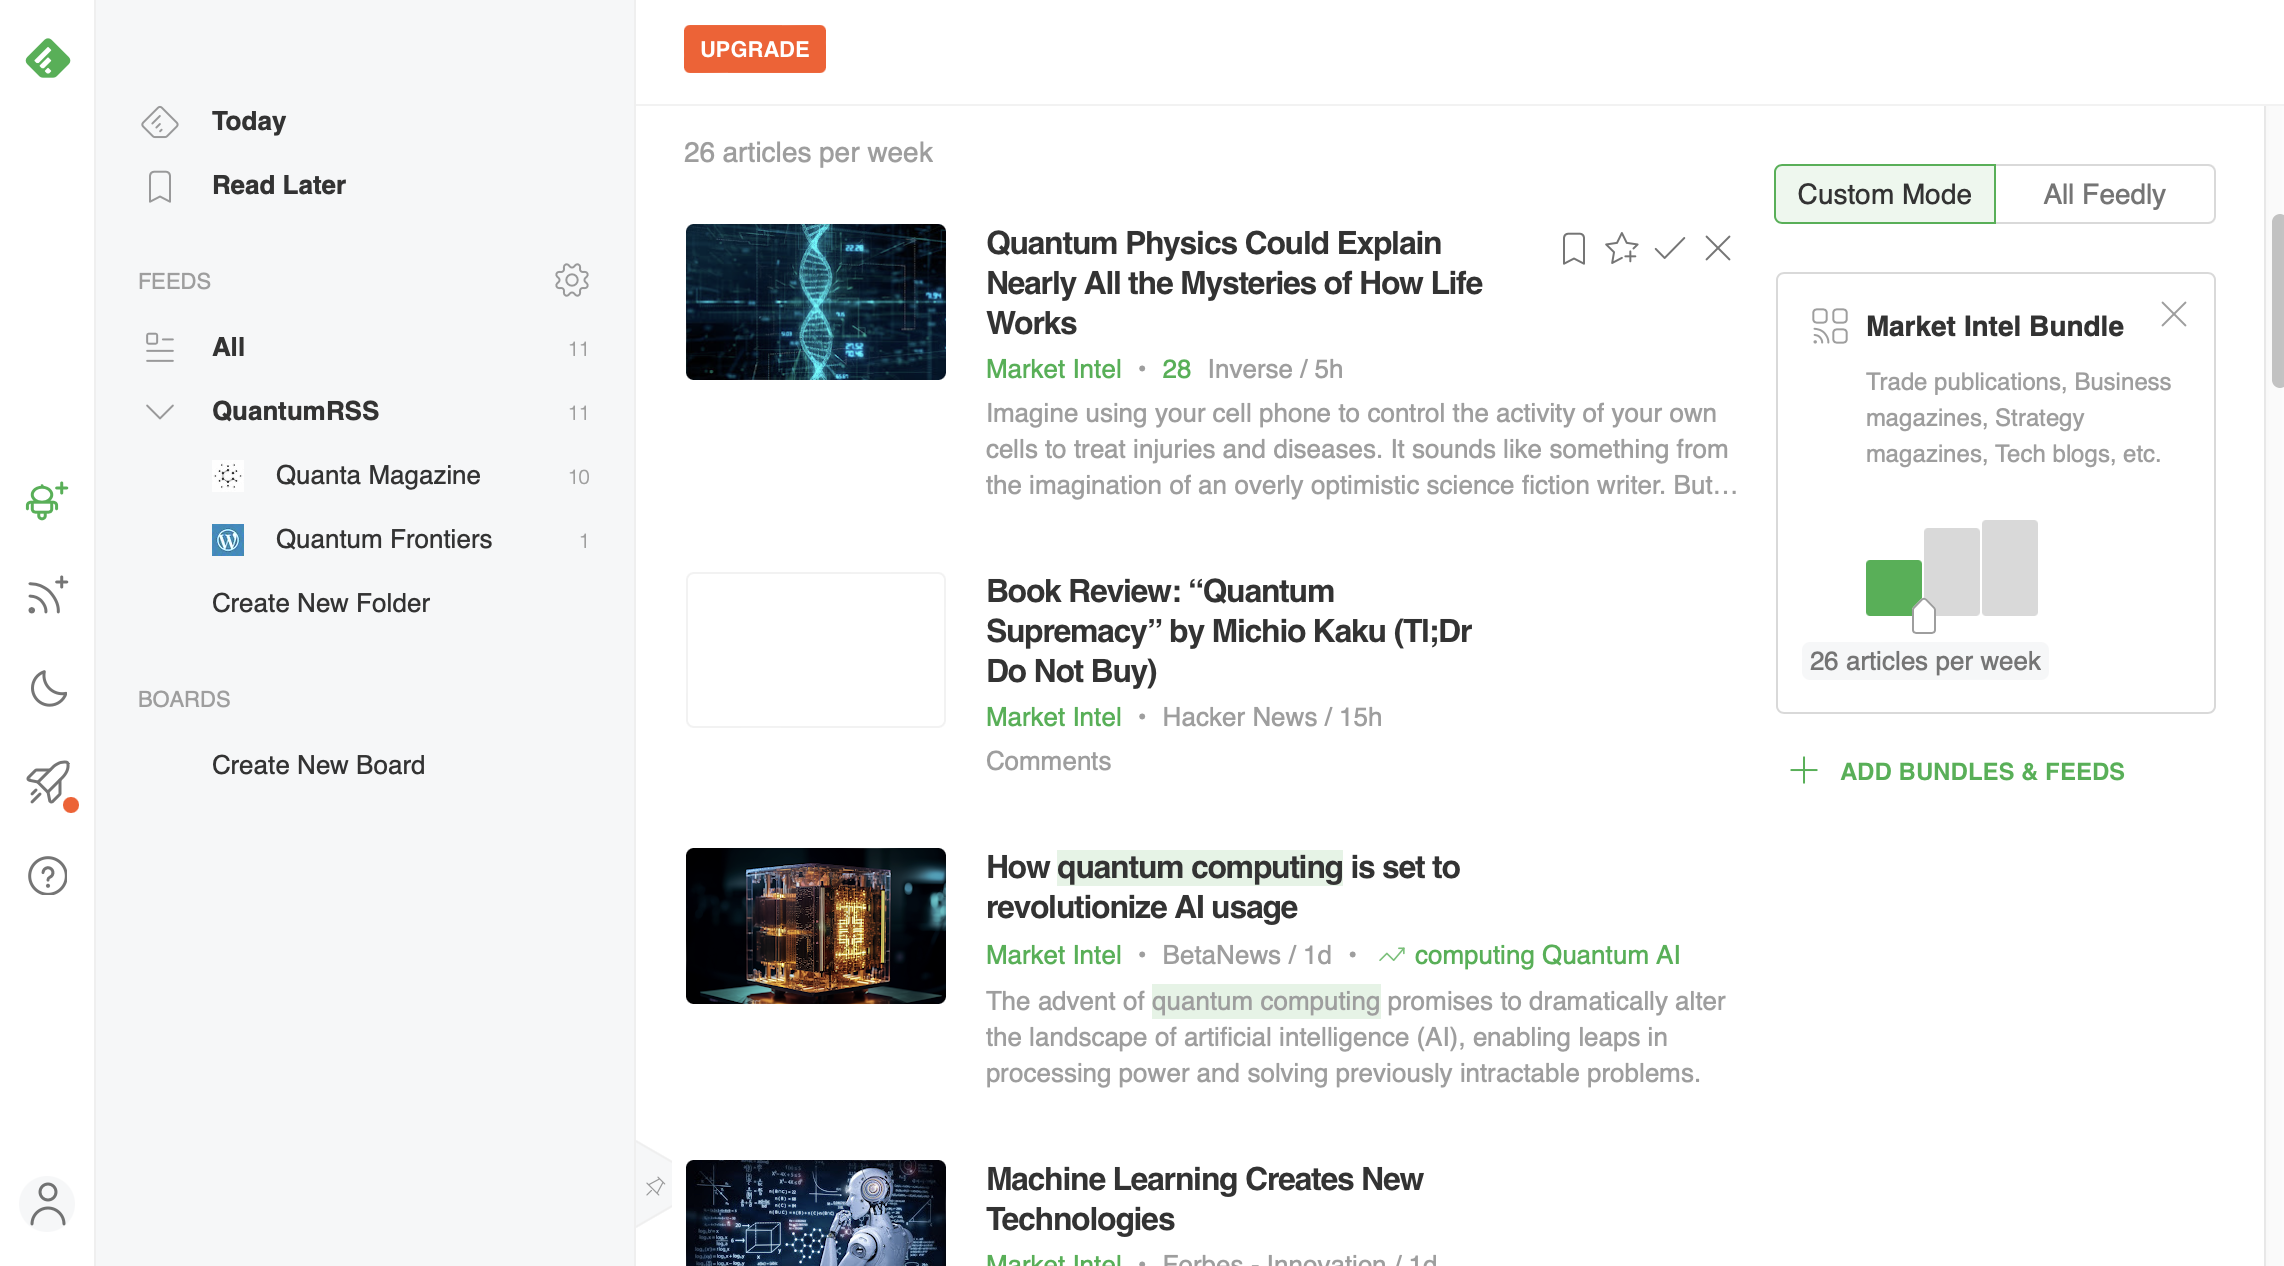 UPGRADE
Today
Read Later
FEEDS
All 11
QuantumRSS 11
Quanta Magazine 10
Quantum Frontiers 1
Create New Folder
BOARDS
Create New Board
26 articles per week
Quantum Physics Could Explain
Nearly All the Mysteries of How Life
Works
Market Intel • 28 Inverse / 5h
Imagine using your cell phone to control the activity of your own
cells to treat injuries and diseases. It sounds like something from
the imagination of an overly optimistic science fiction writer. But…
Book Review: “Quantum
Supremacy” by Michio Kaku (Tl;Dr
Do Not Buy)
Market Intel • Hacker News / 15h
Comments
How quantum computing is set to
revolutionize AI usage
Market Intel • BetaNews / 1d • computing Quantum AI
The advent of quantum computing promises to dramatically alter
the landscape of artificial intelligence (AI), enabling leaps in
processing power and solving previously intractable problems.
Machine Learning Creates New
Technologies
Market Intel • Forbes - Innovation / 1d
Custom Mode
All Feedly
Market Intel Bundle
Trade publications, Business
magazines, Strategy
magazines, Tech blogs, etc.
26 articles per week
ADD BUNDLES & FEEDS